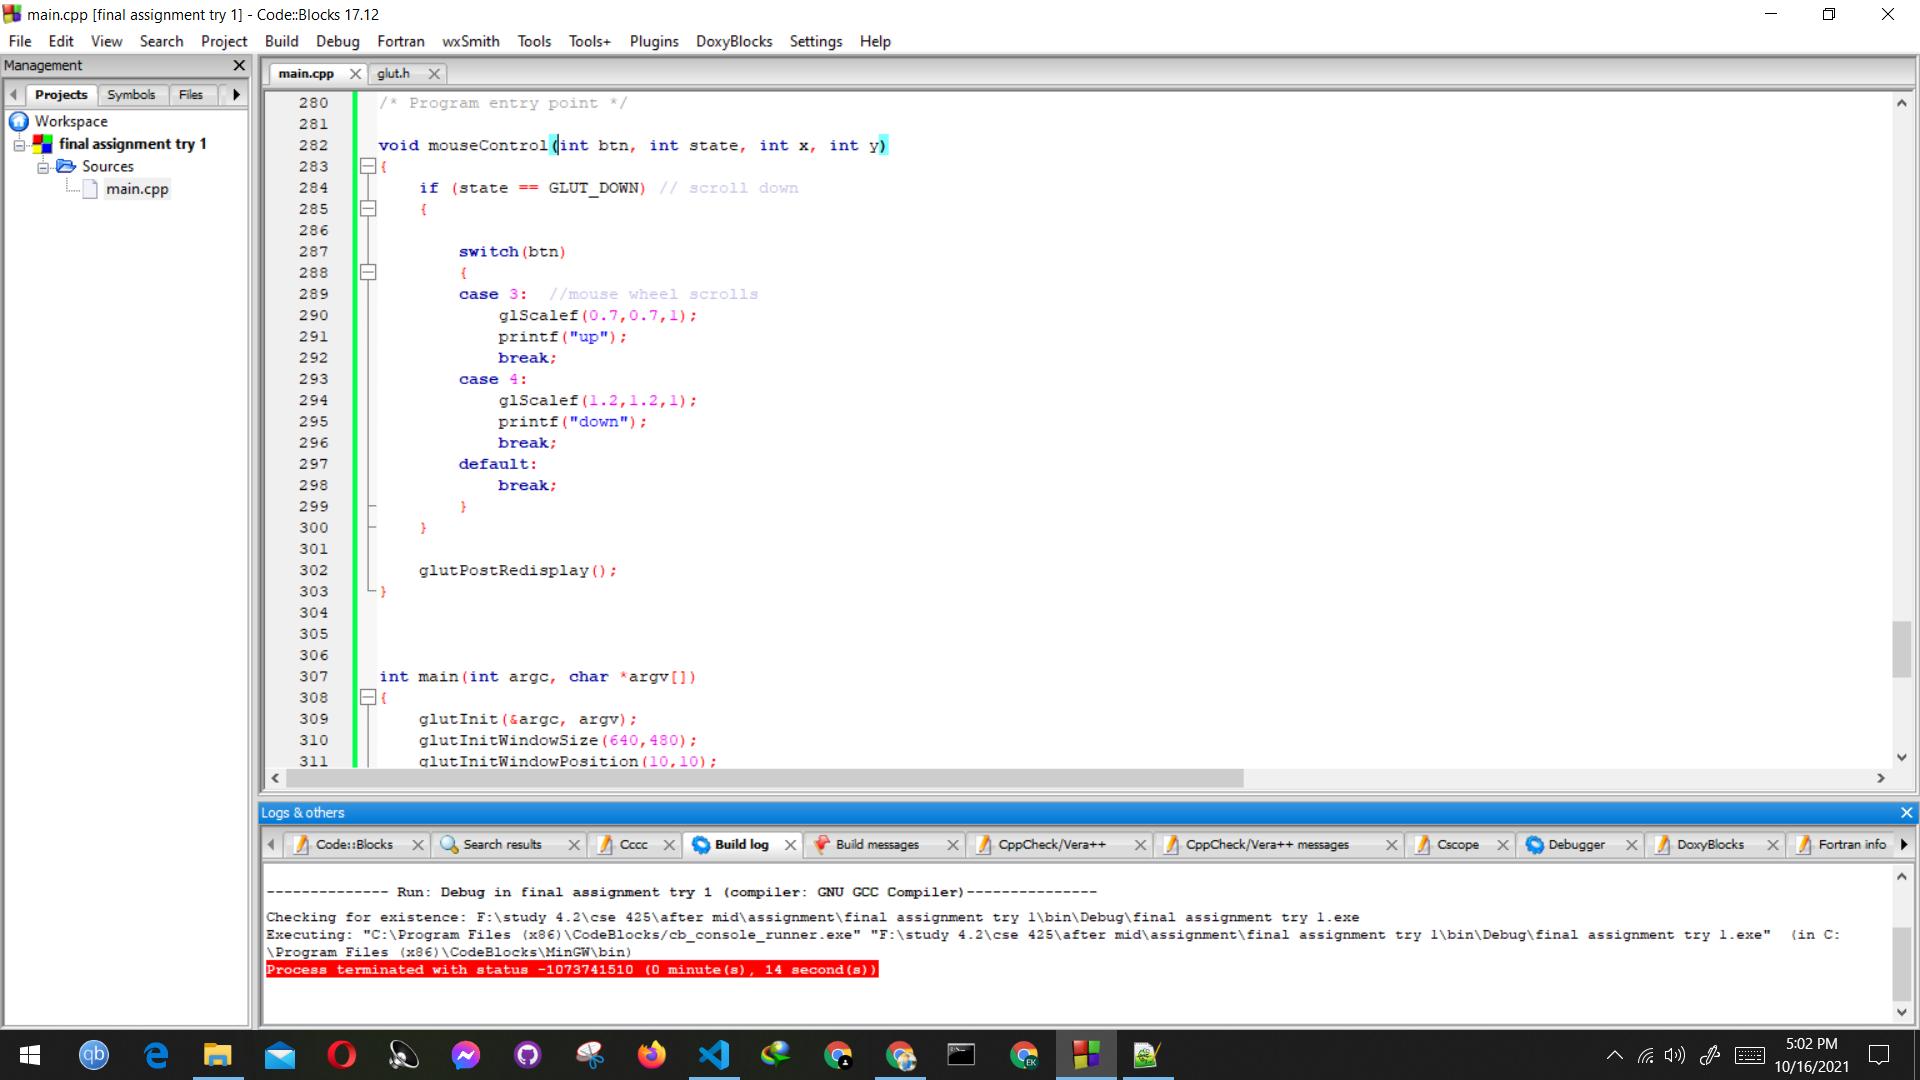 main.cpp [final assignment try 1] - Code::Blocks 17.12
File Edit View Search Project Build Debug Fortran wxSmith Tools Tools+ Plugins DoxyBlocks Settings Help
Management
Projects Symbols Files
Workspace
final assignment try 1
Sources
main.cpp
main.cpp glut.h
280 /* Program entry point */
281
282 void mouseControl(int btn, int state, int x, int y)
283 {
284 if (state == GLUT_DOWN) // scroll down
285 {
286
287 switch(btn)
288 {
289 case 3: //mouse wheel scrolls
290 glScalef(0.7,0.7,1);
291 printf("up");
292 break;
293 case 4:
294 glScalef(1.2,1.2,1);
295 printf("down");
296 break;
297 default:
298 break;
299 }
300 }
301
302 glutPostRedisplay();
303 }
304
305
306
307 int main(int argc, char *argv[])
308 {
309 glutInit(&argc, argv);
310 glutInitWindowSize(640,480);
311 glutInitWindowPosition(10,10);
Logs & others
Code::Blocks Search results Cccc Build log Build messages CppCheck/Vera++ CppCheck/Vera++ messages Cscope Debugger DoxyBlocks Fortran info
-------------- Run: Debug in final assignment try 1 (compiler: GNU GCC Compiler)---------------
Checking for existence: F:\study 4.2\cse 425\after mid\assignment\final assignment try 1\bin\Debug\final assignment try 1.exe
Executing: "C:\Program Files (x86)\CodeBlocks/cb_console_runner.exe" "F:\study 4.2\cse 425\after mid\assignment\final assignment try 1\bin\Debug\final assignment try 1.exe" (in C:
\Program Files (x86)\CodeBlocks\MinGW\bin)
Process terminated with status -1073741510 (0 minute(s), 14 second(s))
qb
EK
5:02 PM
10/16/2021